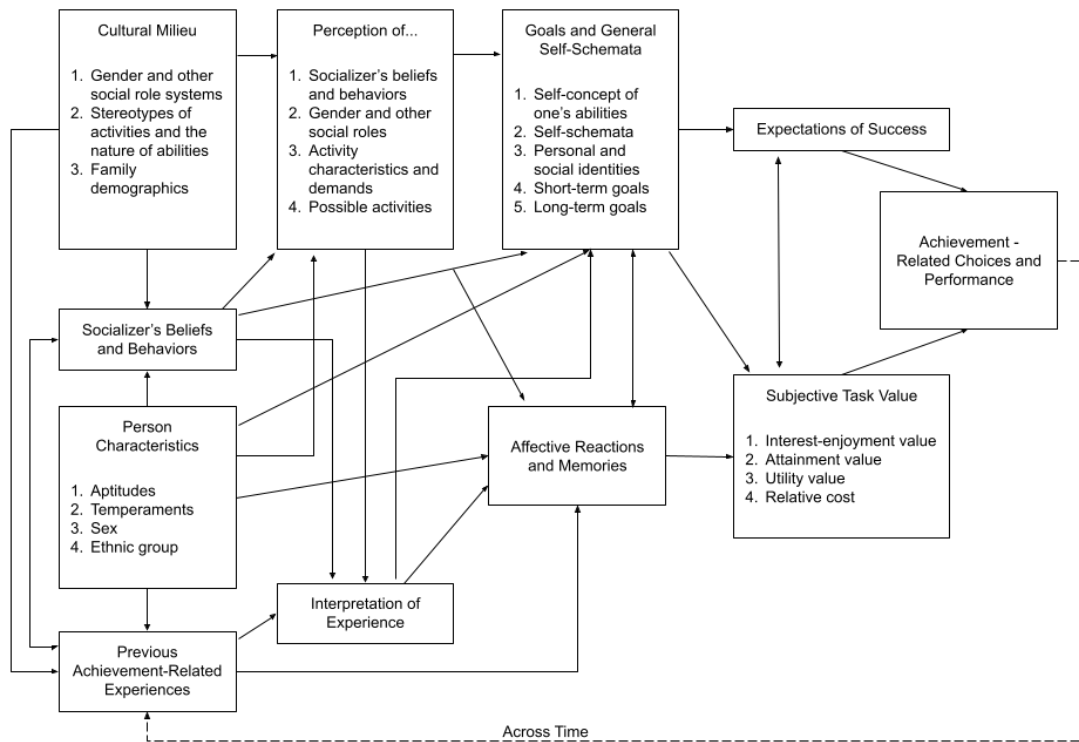 Cultural Milieu
1. Gender and other
social role systems
2. Stereotypes of
activities and the
nature of abilities
3. Family
demographics
Perception of...
1. Socializer's beliefs
and behaviors
2. Gender and other
social roles
3. Activity
characteristics and
demands
4. Possible activities
Goals and General
Self-Schemata
1. Self-concept of
one's abilities
2. Self-schemata
3. Personal and
social identities
4. Short-term goals
5. Long-term goals
Expectations of Success
Achievement -
Related Choices and
Performance
Socializer's Beliefs
and Behaviors
Person
Characteristics
1. Aptitudes
2. Temperaments
3. Sex
4. Ethnic group
Affective Reactions
and Memories
Subjective Task Value
1. Interest-enjoyment value
2. Attainment value
3. Utility value
4. Relative cost
Interpretation of
Experience
Previous
Achievement-Related
Experiences
Across Time